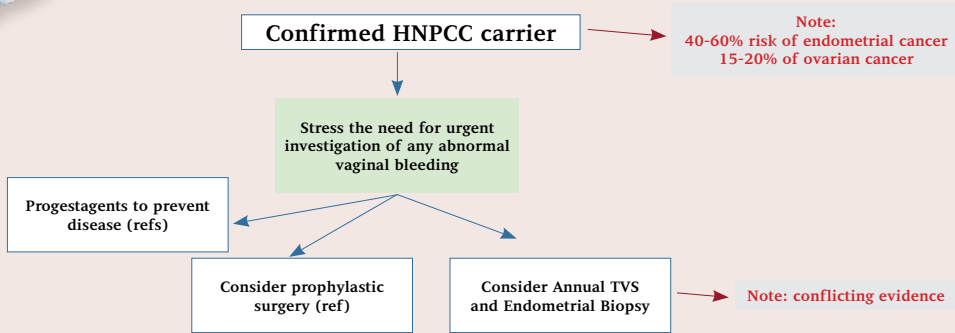 Confirmed HNPCC carrier
Note:
40-60% risk of endometrial cancer
15-20% of ovarian cancer
Stress the need for urgent
investigation of any abnormal
vaginal bleeding
Progestagents to prevent
disease (refs)
Consider prophylastic
surgery (ref)
Consider Annual TVS
and Endometrial Biopsy
Note: conflicting evidence